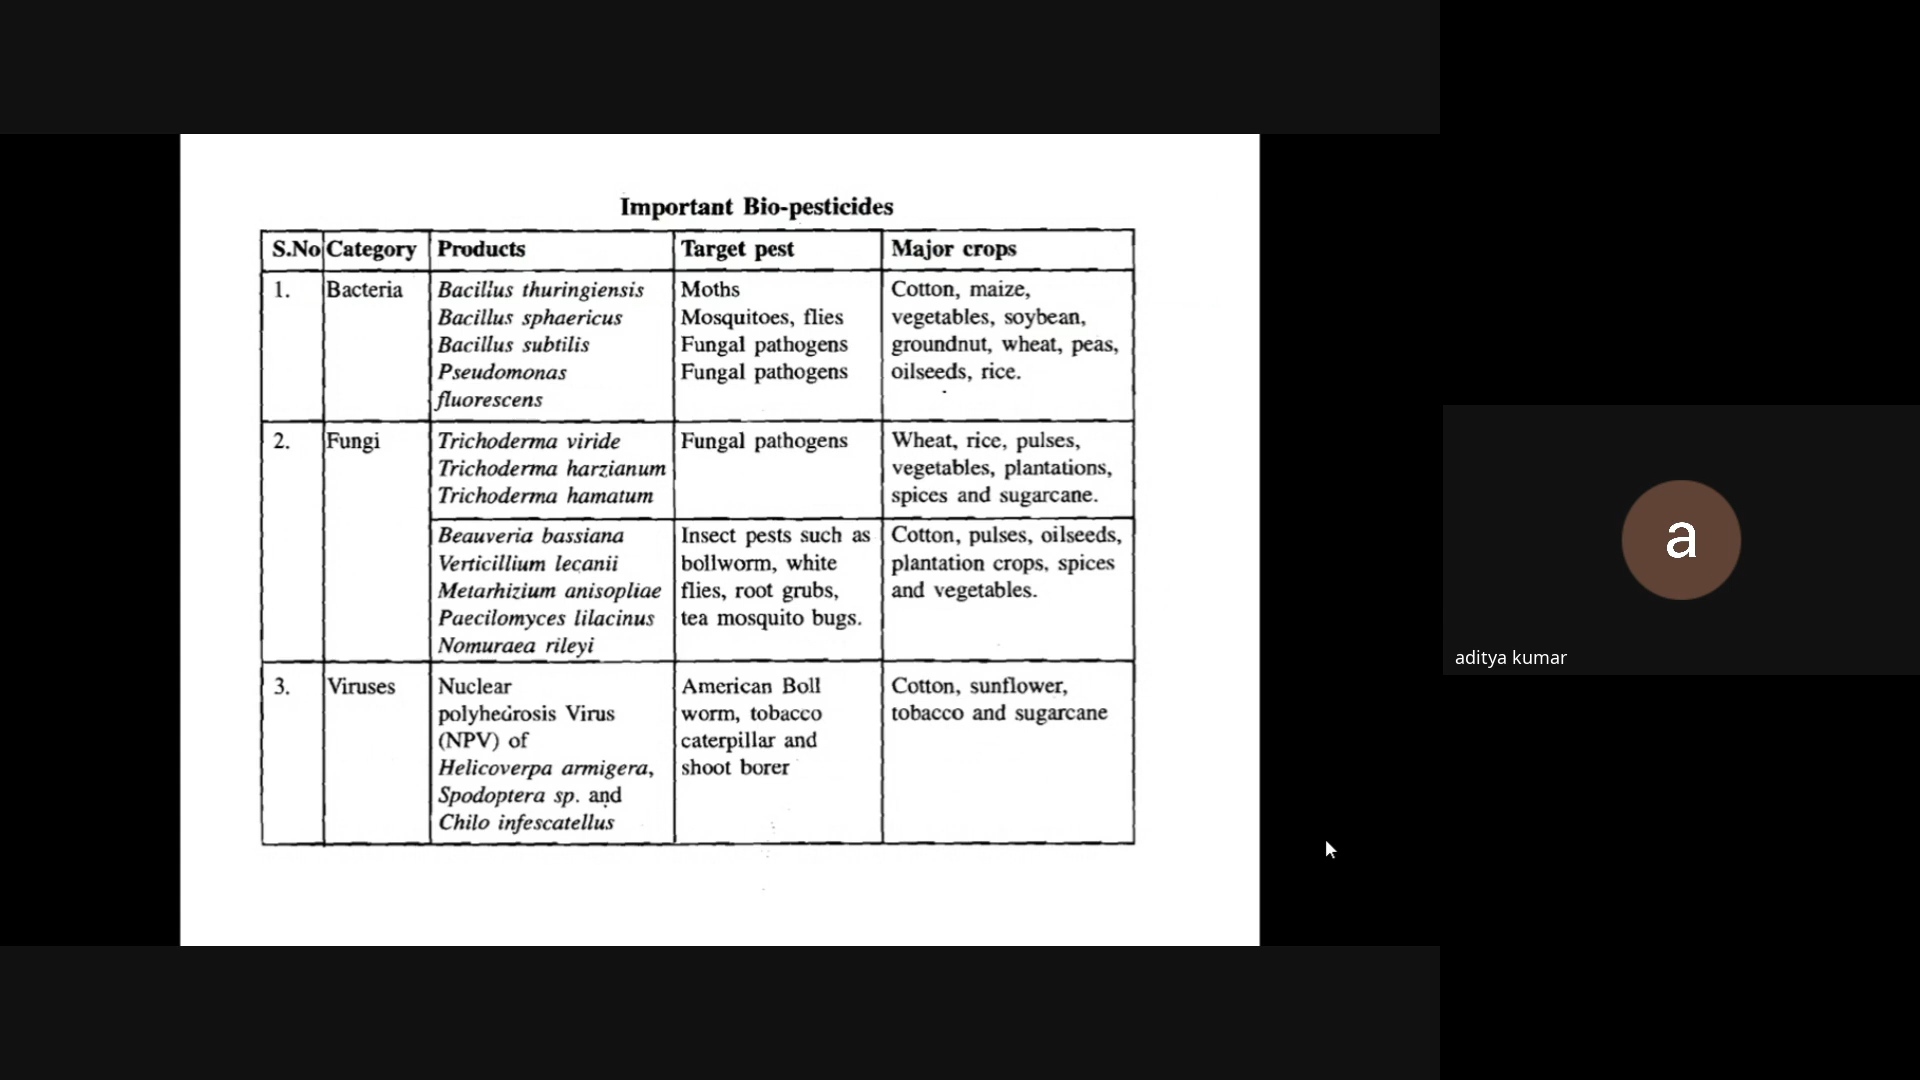 Important Bio-pesticides
S.No Category Products Target pest Major crops
1. Bacteria Bacillus thuringiensis Moths Cotton, maize,
Bacillus sphaericus Mosquitoes, flies vegetables, soybean,
Bacillus subtilis Fungal pathogens groundnut, wheat, peas,
Pseudomonas Fungal pathogens oilseeds, rice.
fluorescens
2. Fungi Trichoderma viride Fungal pathogens Wheat, rice, pulses,
Trichoderma harzianum vegetables, plantations,
Trichoderma hamatum spices and sugarcane.
Beauveria bassiana Insect pests such as Cotton, pulses, oilseeds,
Verticillium lecanii bollworm, white plantation crops, spices
Metarhizium anisopliae flies, root grubs, and vegetables.
Paecilomyces lilacinus tea mosquito bugs.
Nomuraea rileyi
3. Viruses Nuclear American Boll Cotton, sunflower,
polyhedrosis Virus worm, tobacco tobacco and sugarcane
(NPV) of caterpillar and
Helicoverpa armigera, shoot borer
Spodoptera sp. and
Chilo infescatellus
a
aditya kumar